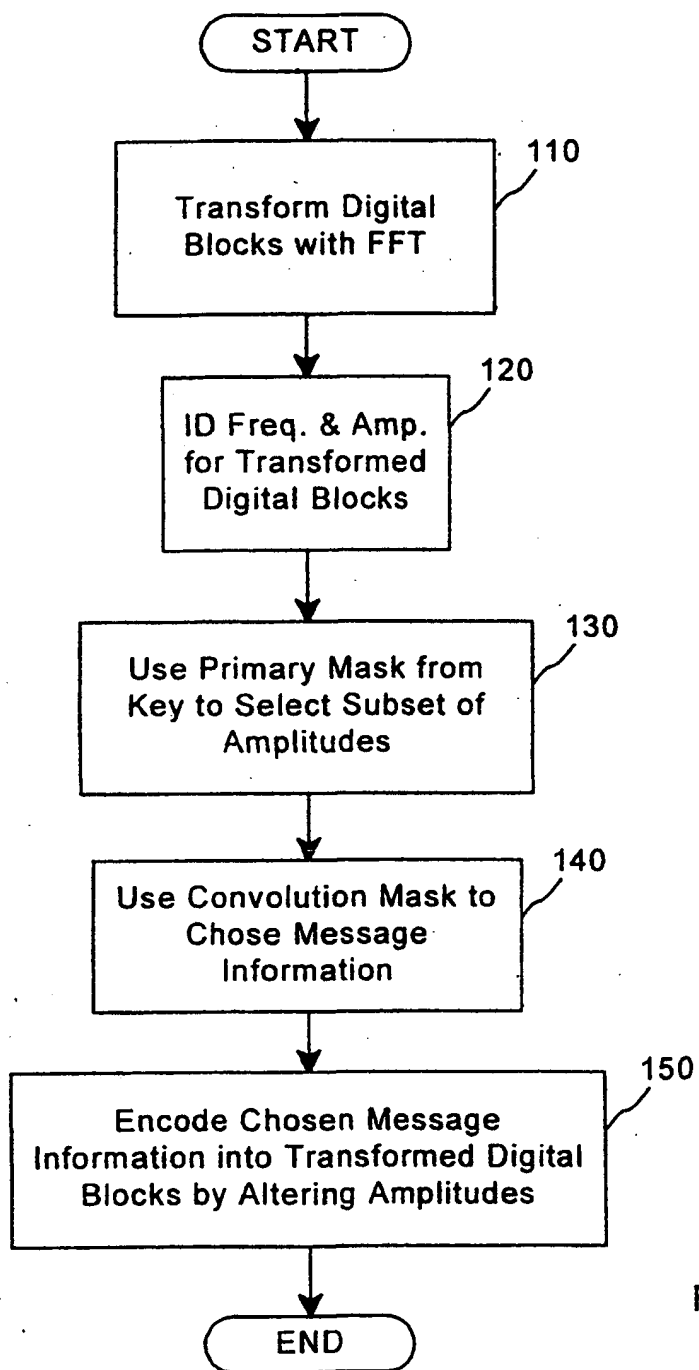 START
110
Transform Digital
Blocks with FFT
120
ID Freq. & Amp.
for Transformed
Digital Blocks
130
Use Primary Mask from
Key to Select Subset of
Amplitudes
140
Use Convolution Mask to
Chose Message
Information
150
Encode Chosen Message
Information into Transformed Digital
Blocks by Altering Amplitudes
END